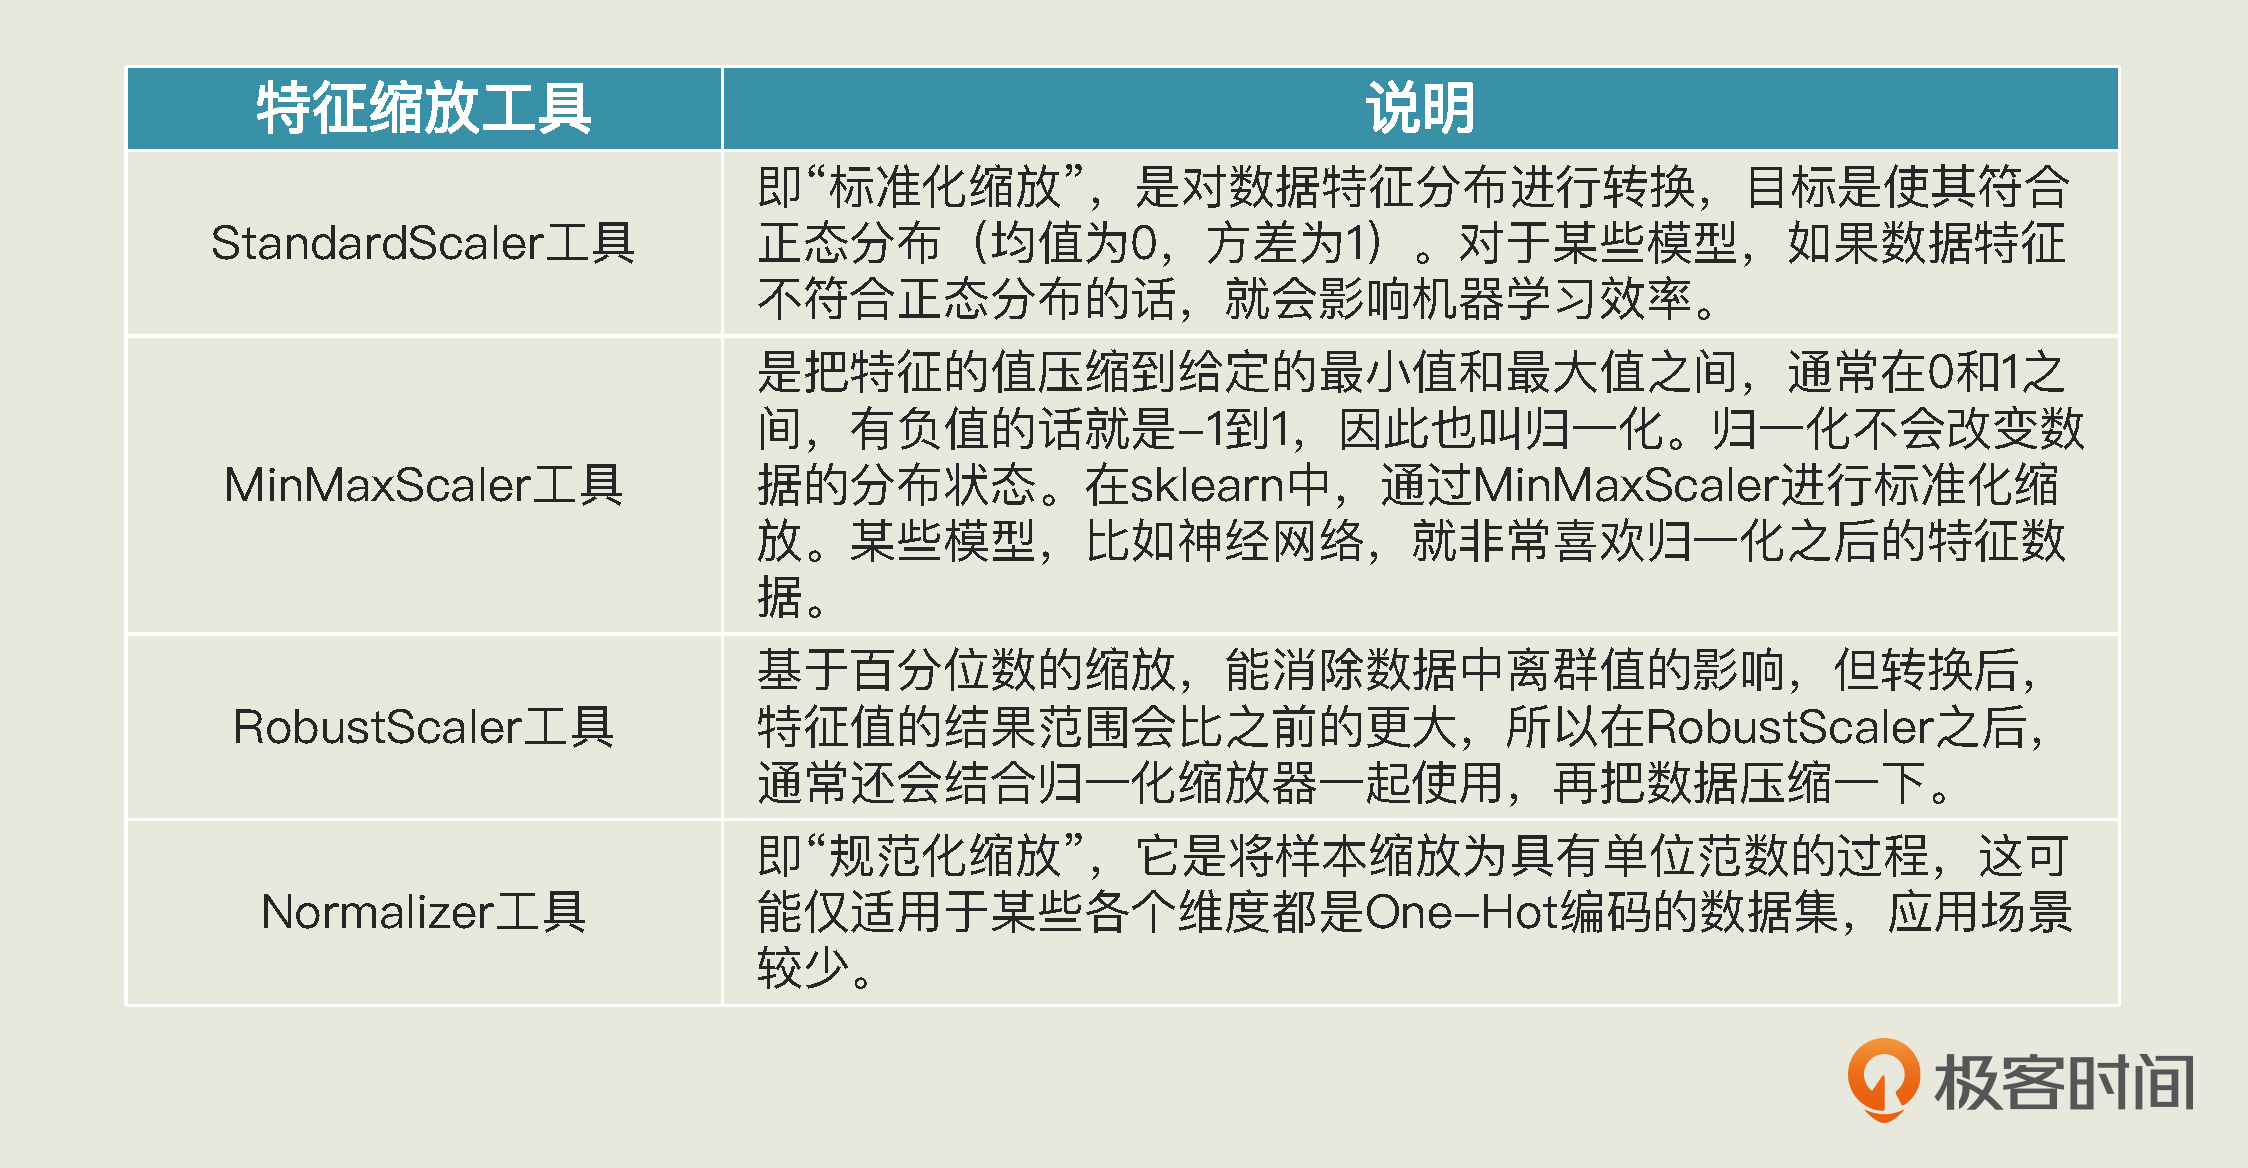 特征缩放工具
说明
StandardScaler工具
即“标准化缩放”，是对数据特征分布进行转换，目标是使其符合
正态分布（均值为0，方差为1）。对于某些模型，如果数据特征
不符合正态分布的话，就会影响机器学习效率。
MinMaxScaler工具
是把特征的值压缩到给定的最小值和最大值之间，通常在0和1之
间，有负值的话就是-1到1，因此也叫归一化。归一化不会改变数
据的分布状态。在sklearn中，通过MinMaxScaler进行标准化缩
放。某些模型，比如神经网络，就非常喜欢归一化之后的特征数
据。
RobustScaler工具
基于百分位数的缩放，能消除数据中离群值的影响，但转换后，
特征值的结果范围会比之前的更大，所以在RobustScaler之后，
通常还会结合归一化缩放器一起使用，再把数据压缩一下。
Normalizer工具
即“规范化缩放”，它是将样本缩放为具有单位范数的过程，这可
能仅适用于某些各个维度都是One-Hot编码的数据集，应用场景
较少。
极客时间